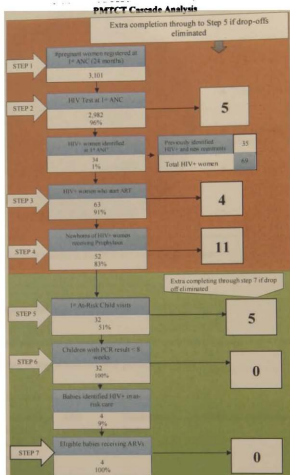 PMTCT Cascade Analysis
Extra completion through to Step 5 if drop-offs
eliminated
#pregnant women registered at
1st ANC (24 months)
3,101
STEP 1
HIV Test at 1st ANC
2,982
96%
STEP 2
5
HIV+ women identified
at 1st ANC
34
1%
Previously identified
HIV+ and new
35
Total HIV+ women
69
STEP 3
HIV+ women who start ART
63
91%
4
STEP 4
Newborns of HIV+ women
receiving Prophylaxis
52
83%
11
Extra completing through step 7 if drop
off eliminated
STEP 5
1st At-Risk Child visits
32
51%
5
STEP 6
Children with PCR result < 8
weeks
32
100%
0
Babies identified HIV+ in at-
risk care
4
9%
STEP 7
Eligible babies receiving ARVs
4
100%
0